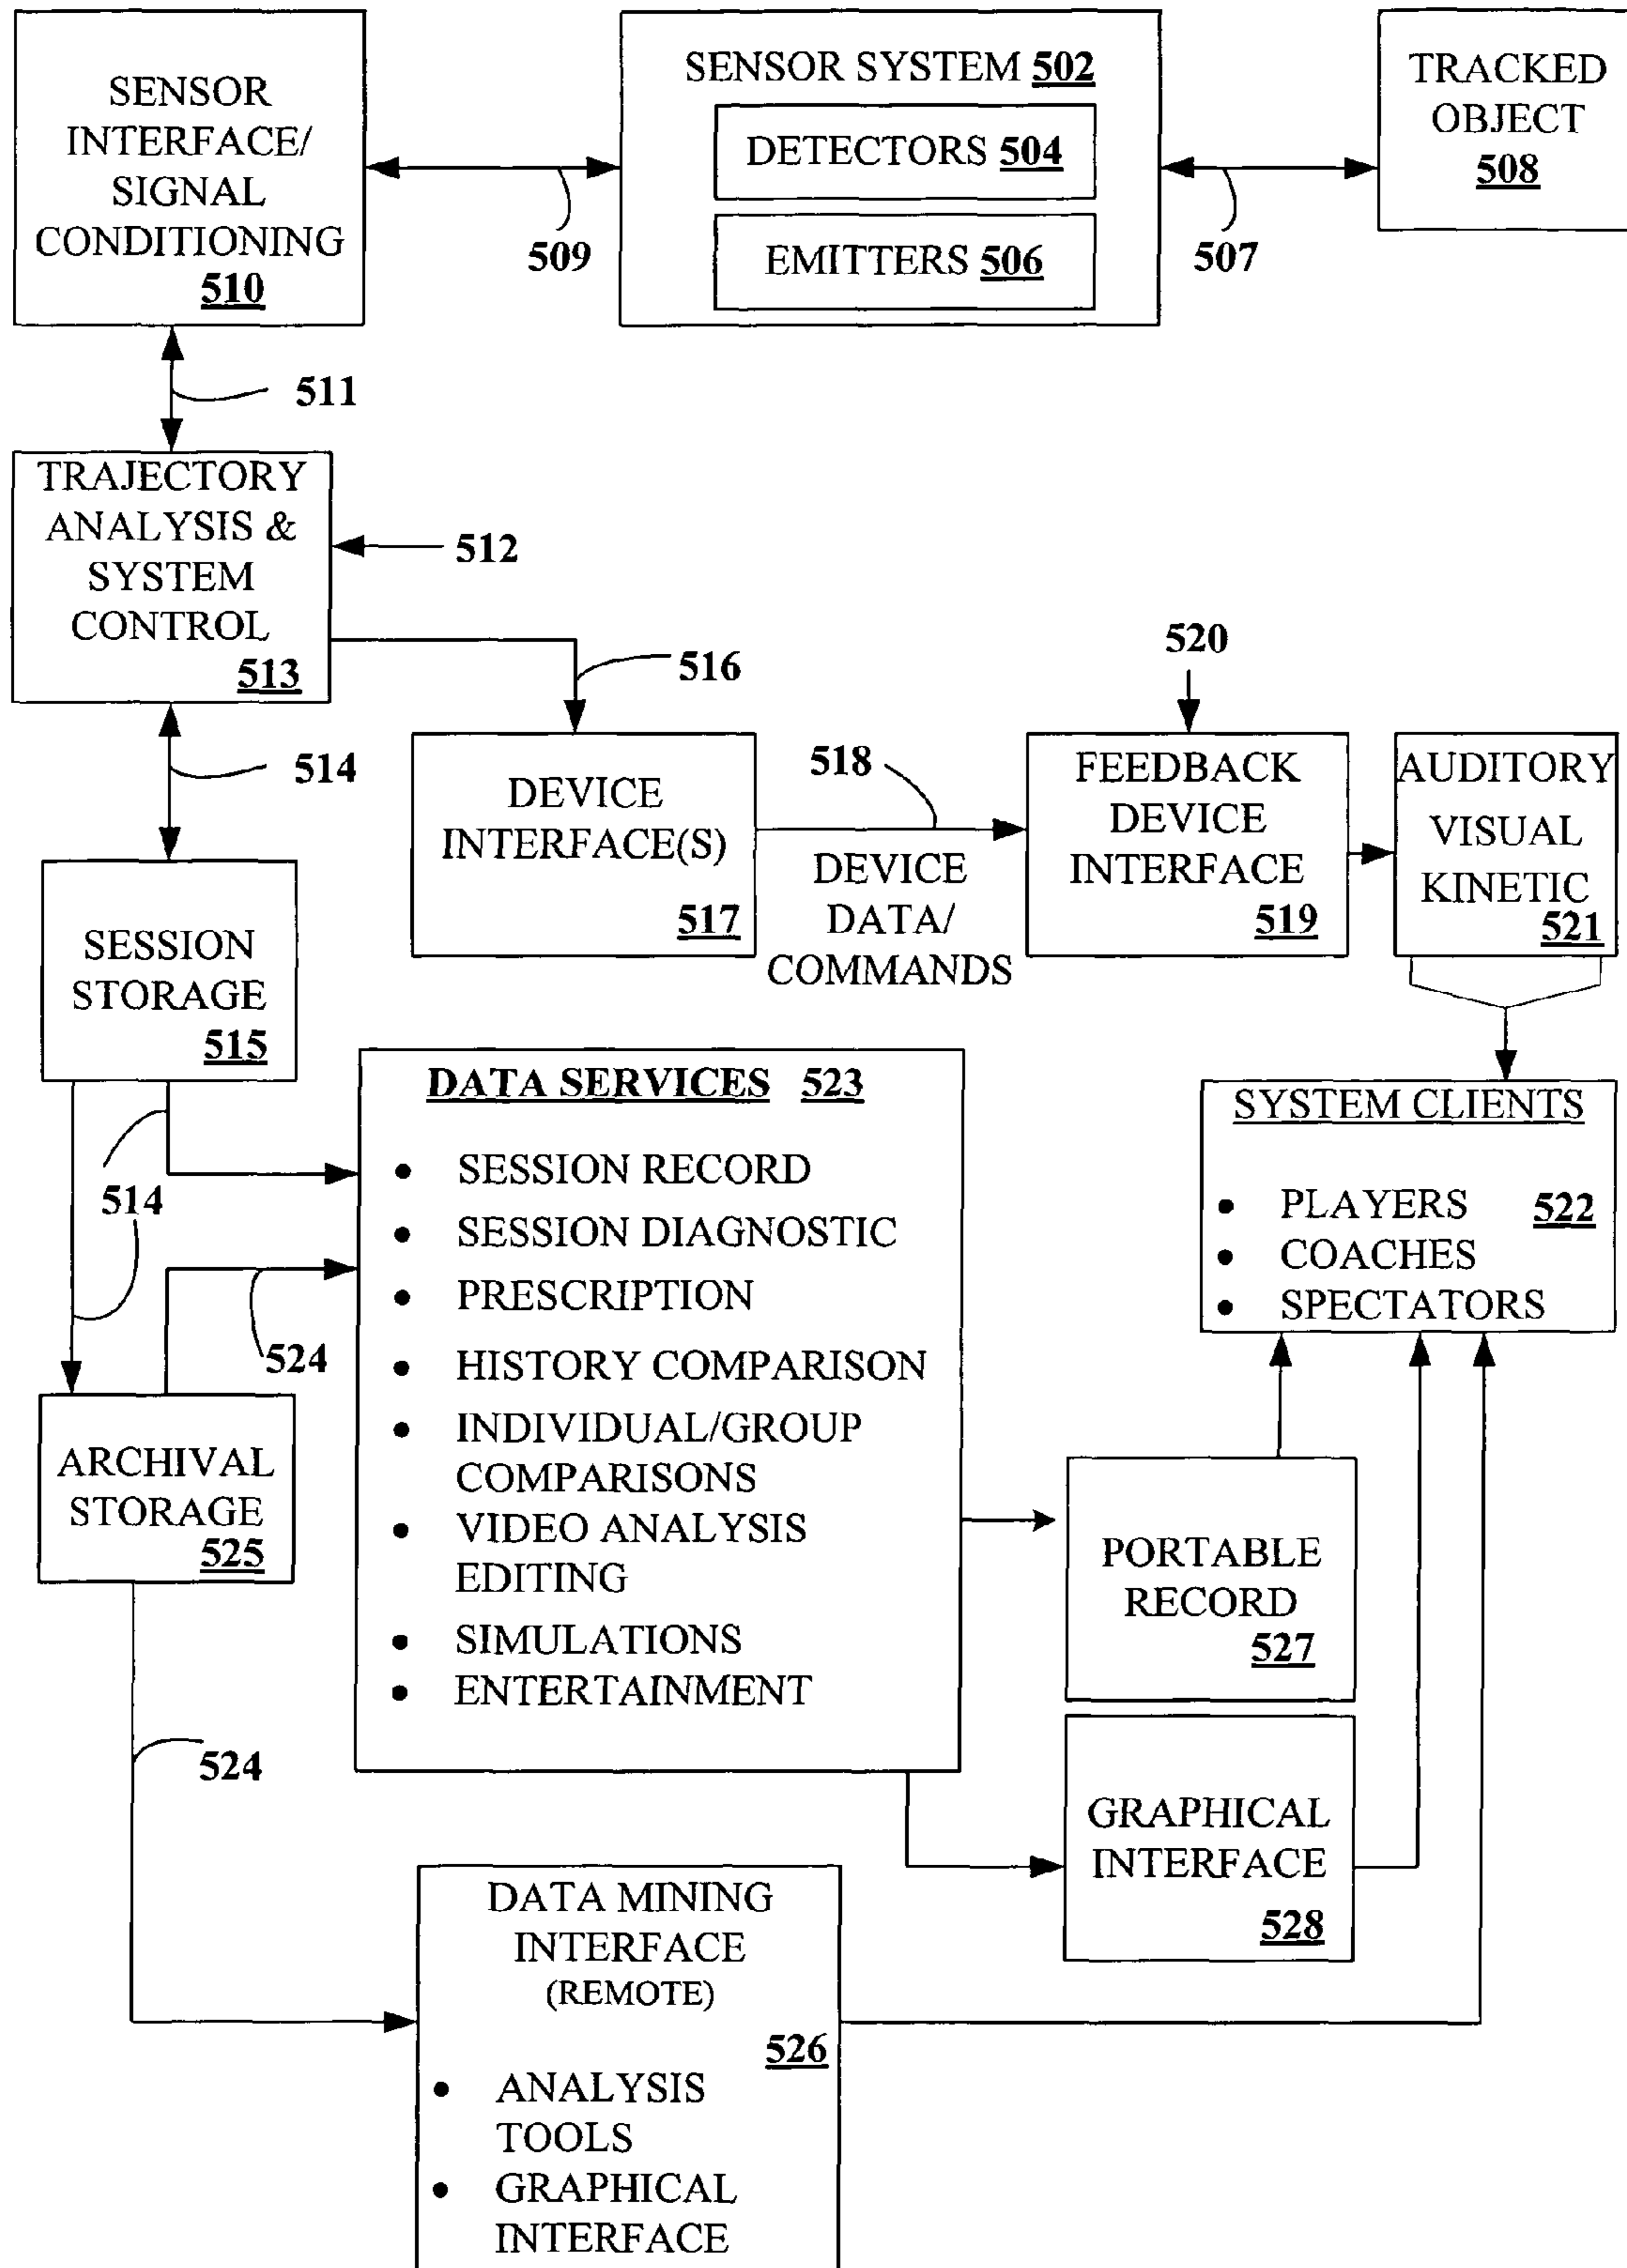 SENSOR
INTERFACE/
SIGNAL
CONDITIONING
510
SENSOR SYSTEM 502
DETECTORS 504
EMITTERS 506
TRACKED
OBJECT
508
509
507
511
TRAJECTORY
ANALYSIS &
SYSTEM
CONTROL
513
512
516
520
514
DEVICE
INTERFACE(S)
517
518
DEVICE
DATA/
COMMANDS
FEEDBACK
DEVICE
INTERFACE
519
AUDITORY
VISUAL
KINETIC
521
SESSION
STORAGE
515
514
DATA SERVICES 523
• SESSION RECORD
• SESSION DIAGNOSTIC
• PRESCRIPTION
• HISTORY COMPARISON
• INDIVIDUAL/GROUP
COMPARISONS
• VIDEO ANALYSIS
EDITING
• SIMULATIONS
• ENTERTAINMENT
SYSTEM CLIENTS
522
• PLAYERS
• COACHES
• SPECTATORS
524
ARCHIVAL
STORAGE
525
PORTABLE
RECORD
527
524
GRAPHICAL
INTERFACE
528
DATA MINING
INTERFACE
(REMOTE)
526
• ANALYSIS
TOOLS
• GRAPHICAL
INTERFACE